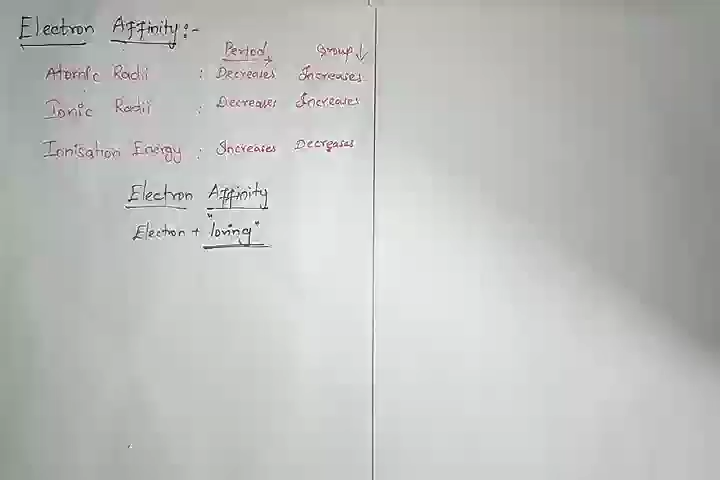 Electron Affinity:-
Period → Group ↓
Atomic Radii : Decreases Increases
Ionic Radii : Decreases Increases
Ionisation Energy : Increases Decreases
Electron Affinity
Electron + "loving"